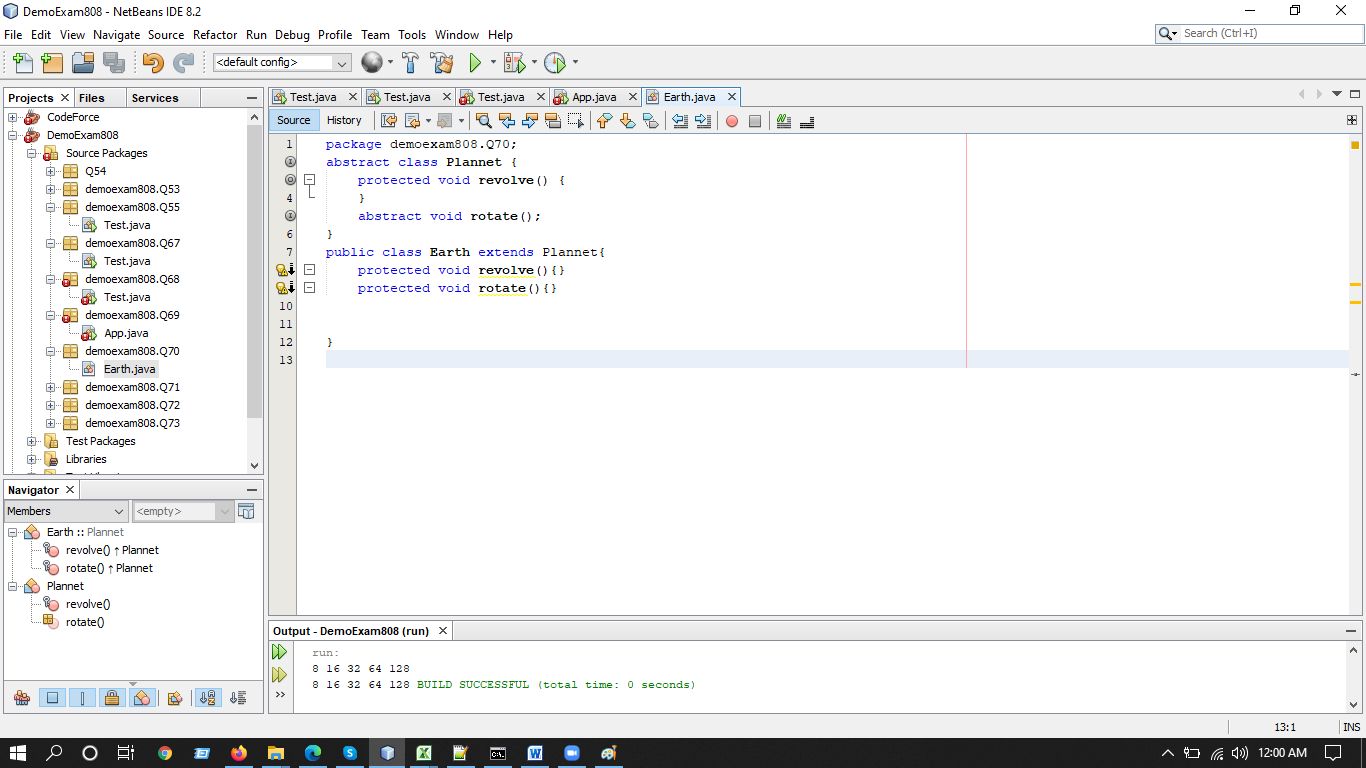 DemoExam808 - NetBeans IDE 8.2
File Edit View Navigate Source Refactor Run Debug Profile Team Tools Window Help
Search (Ctrl+I)
<default config>
Projects Files Services
CodeForce
DemoExam808
Source Packages
Q54
demoexam808.Q53
demoexam808.Q55
Test.java
demoexam808.Q67
Test.java
demoexam808.Q68
Test.java
demoexam808.Q69
App.java
demoexam808.Q70
Earth.java
demoexam808.Q71
demoexam808.Q72
demoexam808.Q73
Test Packages
Libraries
Navigator
Members <empty>
Earth :: Plannet
revolve() ↑ Plannet
rotate() ↑ Plannet
Plannet
revolve()
rotate()
Test.java Test.java Test.java App.java Earth.java
Source History
1 package demoexam808.Q70;
abstract class Plannet {
protected void revolve() {
4 }
abstract void rotate();
6 }
7 public class Earth extends Plannet{
protected void revolve(){}
protected void rotate(){}
10
11
12 }
13
Output - DemoExam808 (run)
run:
8 16 32 64 128
8 16 32 64 128 BUILD SUCCESSFUL (total time: 0 seconds)
13:1 INS
12:00 AM